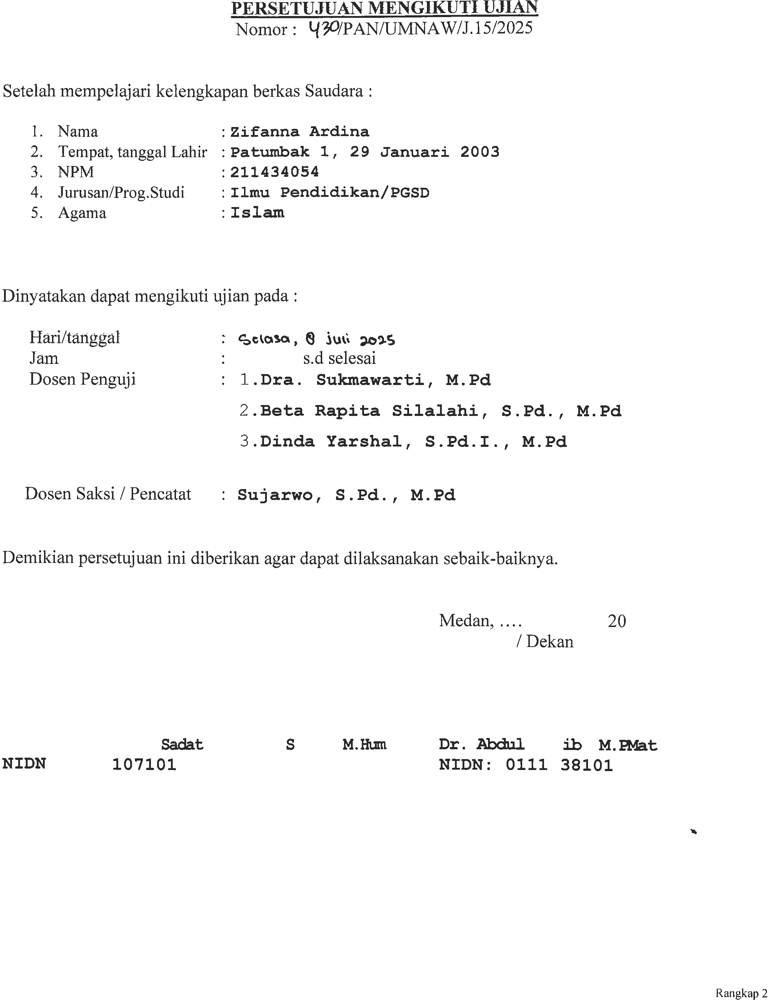 PERSETUJUAN MENGIKUTI UJIAN
Nomor : 430/PAN/UMNAW/J.15/2025
Setelah mempelajari kelengkapan berkas Saudara :
1. Nama : Zifanna Ardina
2. Tempat, tanggal Lahir : Patumbak 1, 29 Januari 2003
3. NPM : 211434054
4. Jurusan/Prog.Studi : Ilmu Pendidikan/PGSD
5. Agama : Islam
Dinyatakan dapat mengikuti ujian pada :
Hari/tanggal : Selasa, 8 juli 2025
Jam : s.d selesai
Dosen Penguji : 1.Dra. Sukmawarti, M.Pd
2.Beta Rapita Silalahi, S.Pd., M.Pd
3.Dinda Yarshal, S.Pd.I., M.Pd
Dosen Saksi / Pencatat : Sujarwo, S.Pd., M.Pd
Demikian persetujuan ini diberikan agar dapat dilaksanakan sebaik-baiknya.
Medan, .... 20
/ Dekan
Sadat S M.Hum Dr. Abdul ib M.PMat
NIDN 107101 NIDN: 0111 38101
Rangkap 2